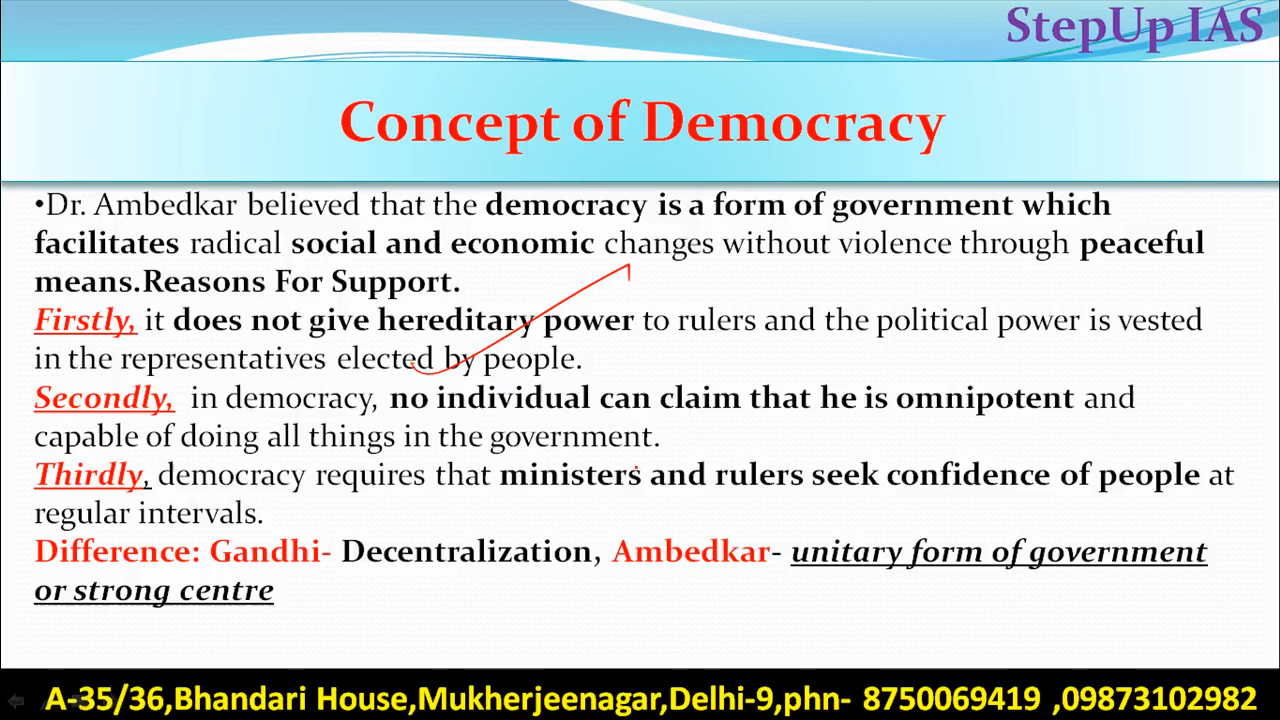 StepUp IAS
Concept of Democracy
•Dr. Ambedkar believed that the democracy is a form of government which
facilitates radical social and economic changes without violence through peaceful
means.Reasons For Support.
Firstly, it does not give hereditary power to rulers and the political power is vested
in the representatives elected by people.
Secondly, in democracy, no individual can claim that he is omnipotent and
capable of doing all things in the government.
Thirdly, democracy requires that ministers and rulers seek confidence of people at
regular intervals.
Difference: Gandhi- Decentralization, Ambedkar- unitary form of government
or strong centre
A-35/36,Bhandari House,Mukherjeenagar,Delhi-9,phn- 8750069419 ,09873102982